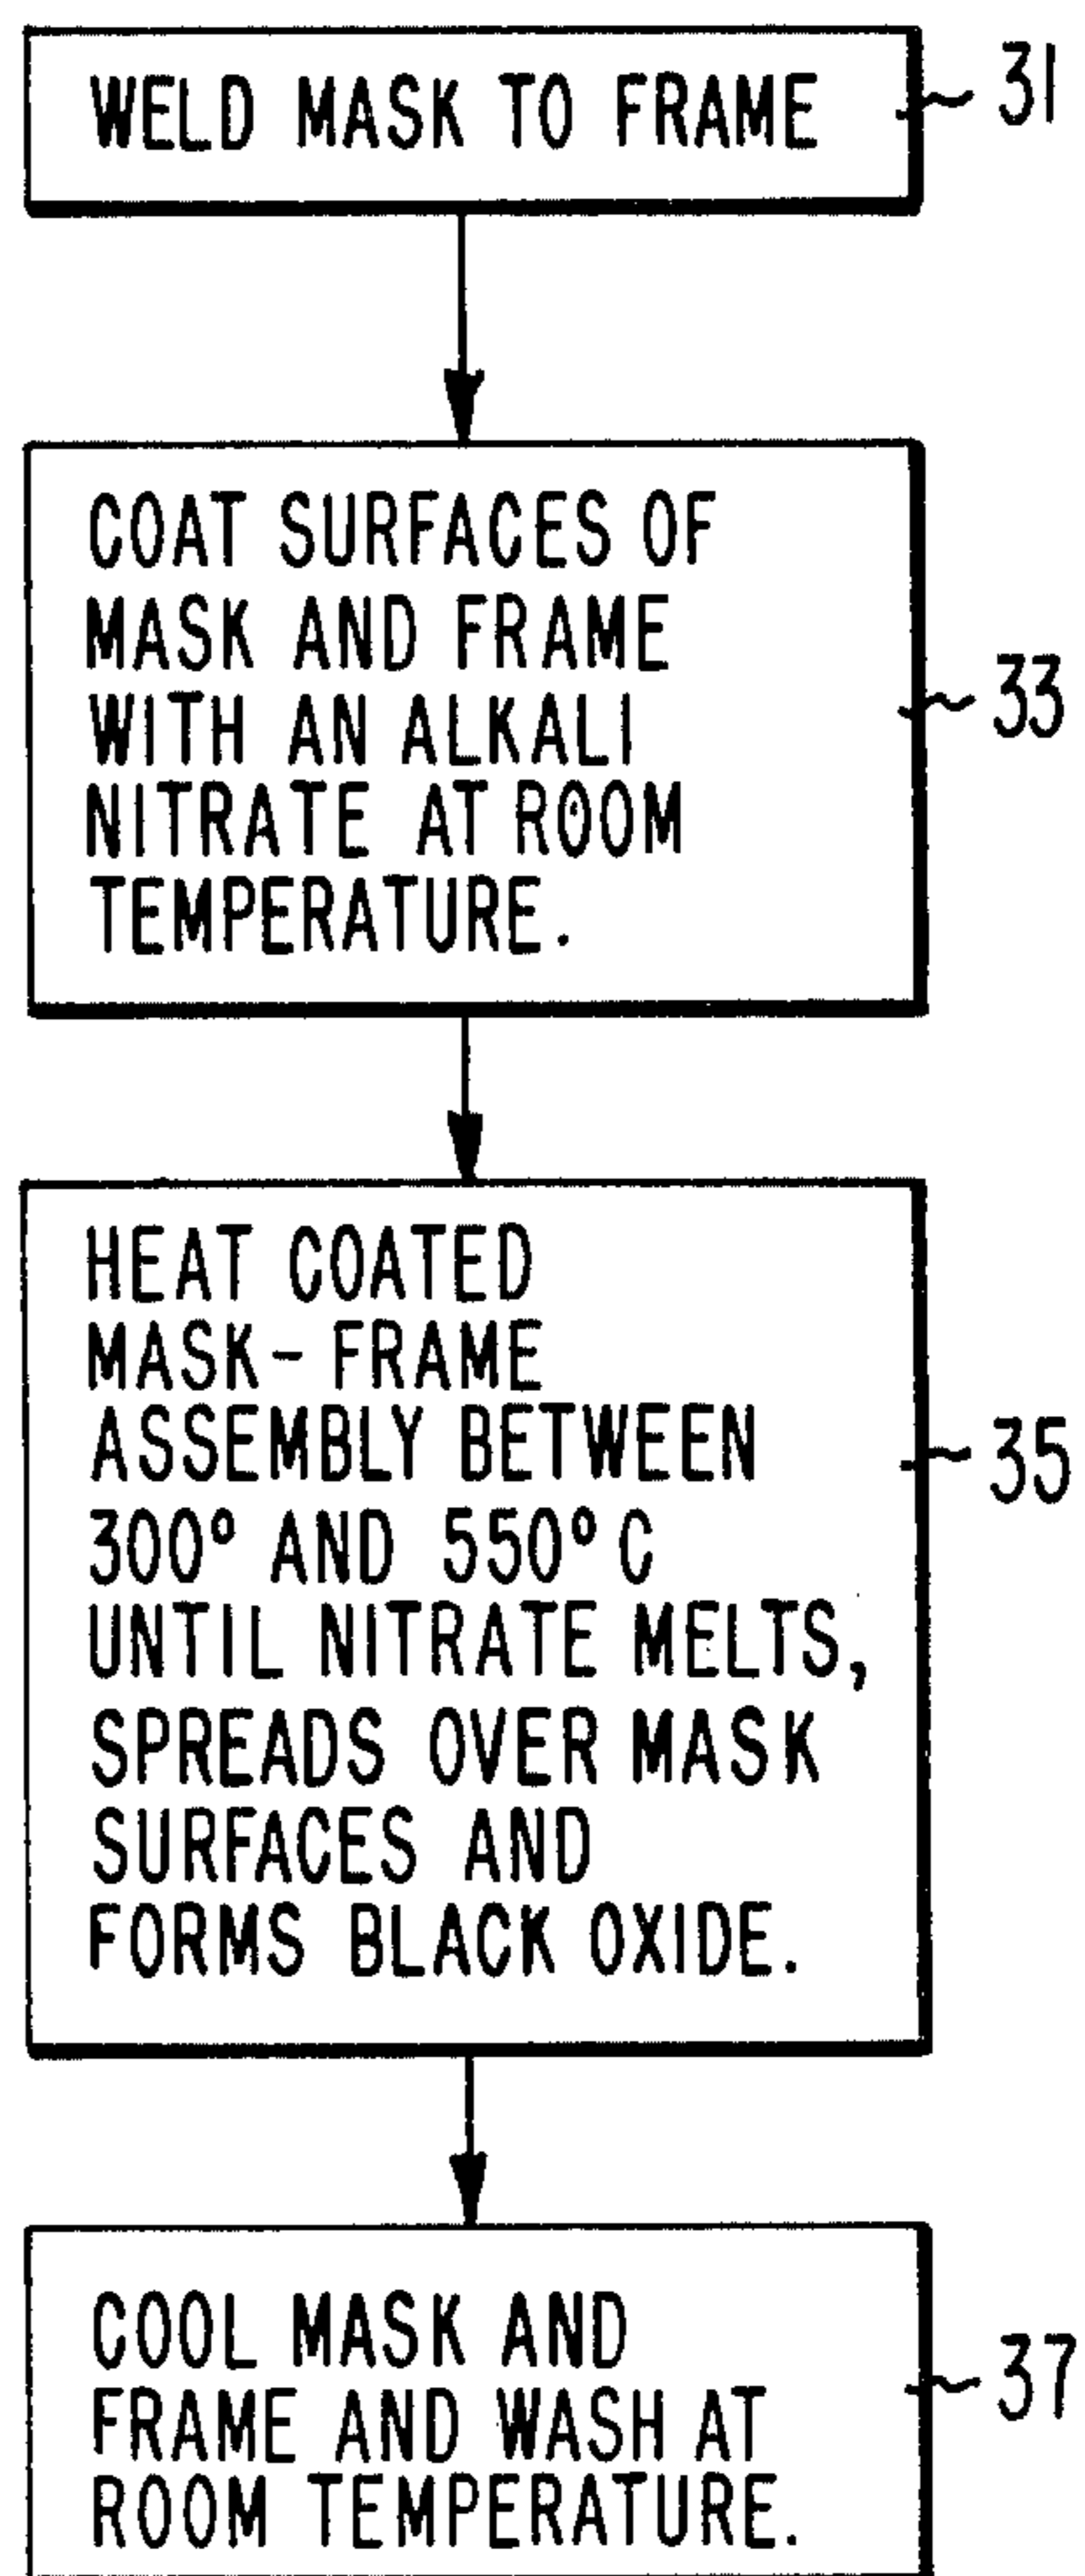 WELD MASK TO FRAME
31
COAT SURFACES OF
MASK AND FRAME
WITH AN ALKALI
NITRATE AT ROOM
TEMPERATURE.
33
HEAT COATED
MASK-FRAME
ASSEMBLY BETWEEN
300° AND 550°C
UNTIL NITRATE MELTS,
SPREADS OVER MASK
SURFACES AND
FORMS BLACK OXIDE.
35
COOL MASK AND
FRAME AND WASH AT
ROOM TEMPERATURE.
37